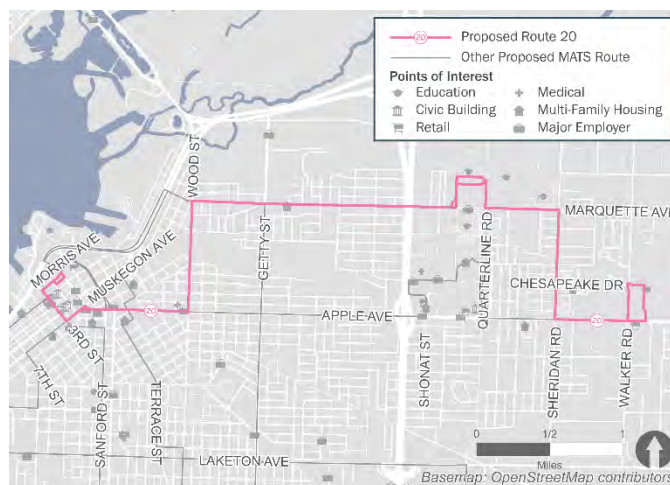 20 Proposed Route 20
Other Proposed MATS Route
Points of Interest
Education Medical
Civic Building Multi-Family Housing
Retail Major Employer
WOOD ST
MARQUETTE AVE
MORRIS AVE
MUSKEGON AVE
GETTY ST
QUARTERLINE RD
CHESAPEAKE DR
20
APPLE AVE
20
3RD ST
7TH ST
SANFORD ST
TERRACE ST
SHONAT ST
SHERIDAN RD
WALKER RD
LAKETON AVE
0 1/2 1
Miles
Basemap: OpenStreetMap contributors